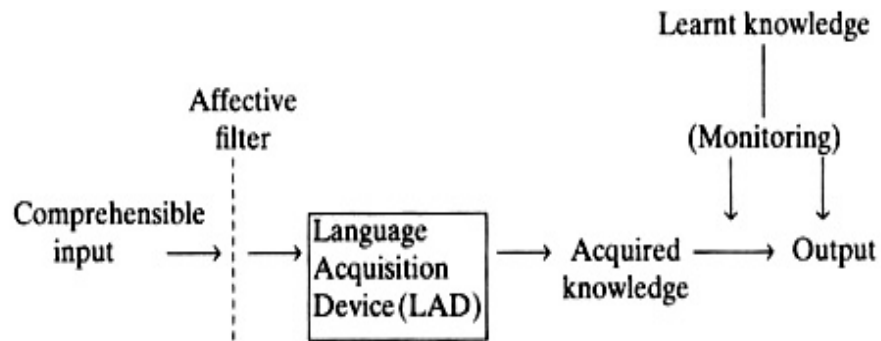 Learnt knowledge
Affective
filter
(Monitoring)
Comprehensible
input
Language
Acquisition
Device (LAD)
Acquired
knowledge
Output